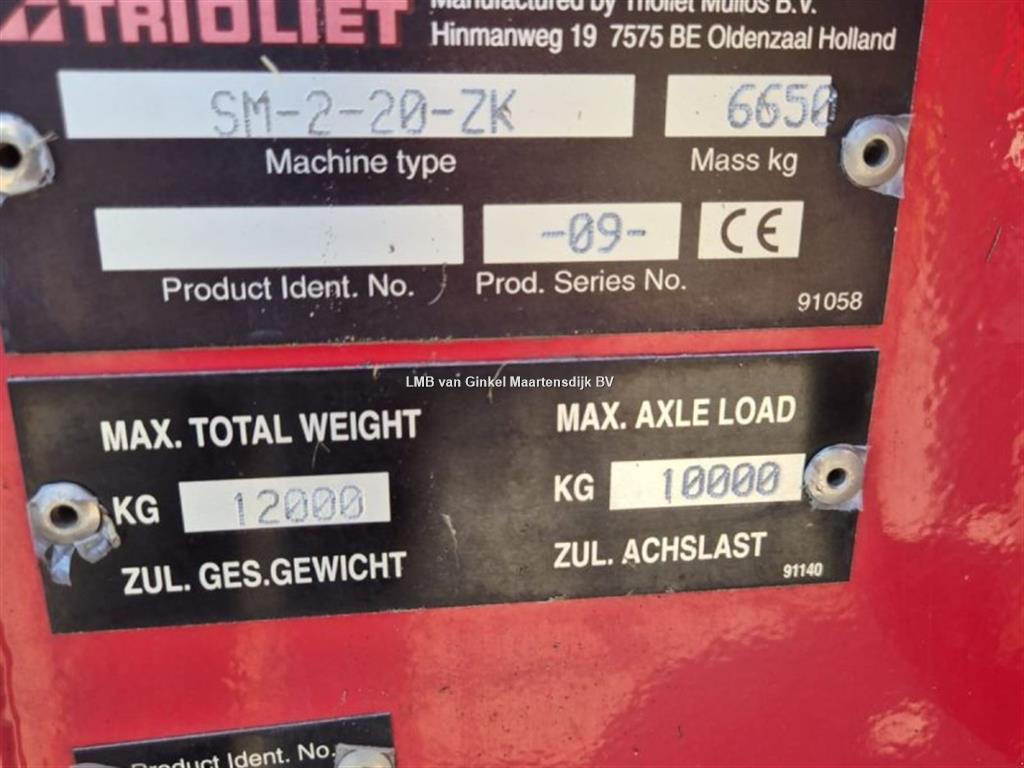 TRIOLIET
Manufactured by Trioliet Mullos B.V.
Hinmanweg 19 7575 BE Oldenzaal Holland
SM-2-20-ZK 6650
Machine type Mass kg
-09- CE
Product Ident. No. Prod. Series No.
91058
LMB van Ginkel Maartensdijk BV
MAX. TOTAL WEIGHT MAX. AXLE LOAD
KG 12000 KG 10000
ZUL. GES.GEWICHT ZUL. ACHSLAST
91140
Product Ident. No.